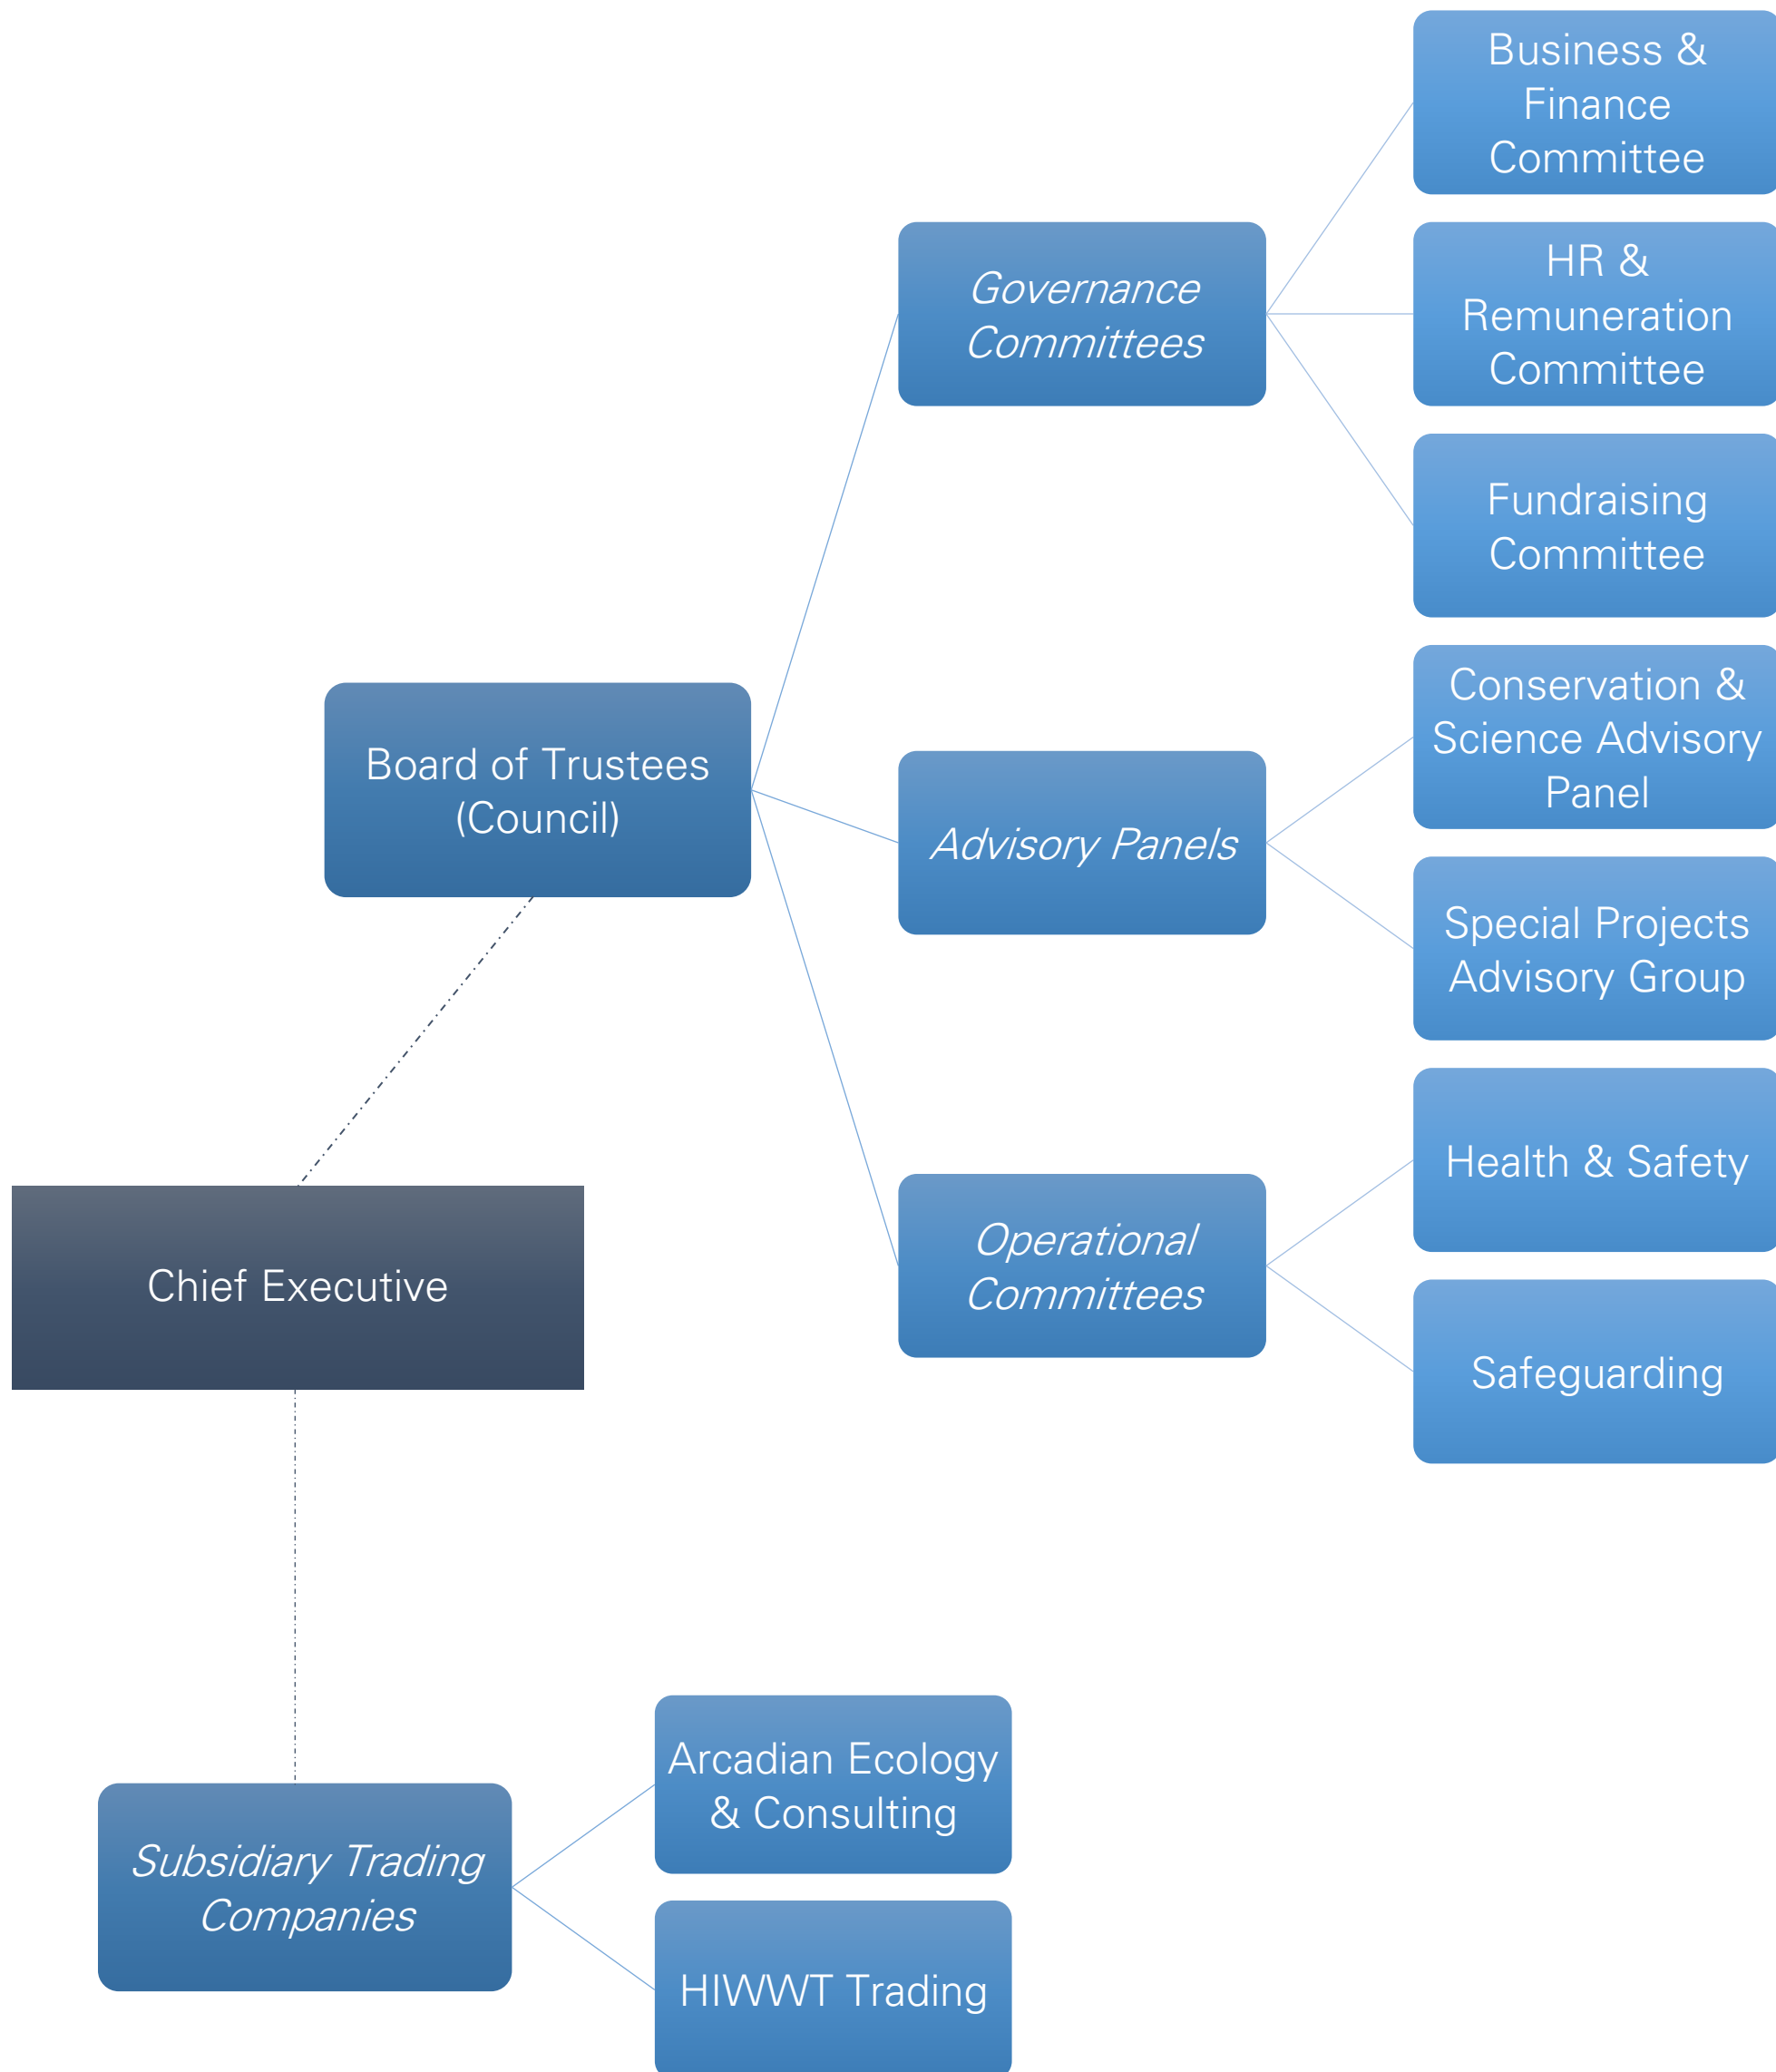 Business &
Finance
Committee
HR &
Remuneration
Committee
Governance
Committees
Fundraising
Committee
Conservation &
Science Advisory
Panel
Board of Trustees
(Council)
Advisory Panels
Special Projects
Advisory Group
Health & Safety
Operational
Committees
Chief Executive
Safeguarding
Arcadian Ecology
& Consulting
Subsidiary Trading
Companies
HIWWT Trading